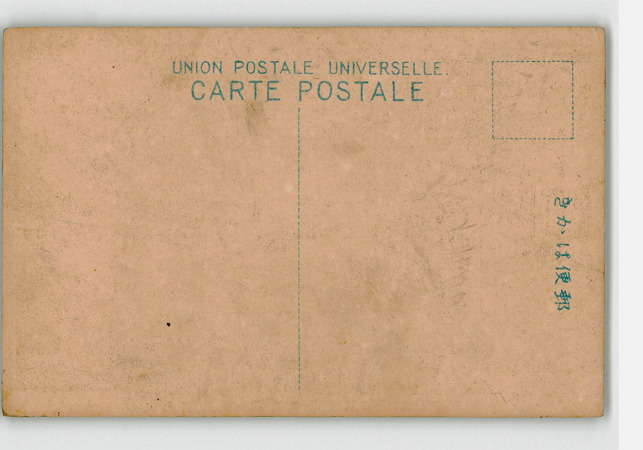 UNION POSTALE UNIVERSELLE.
CARTE POSTALE
郵便はかき